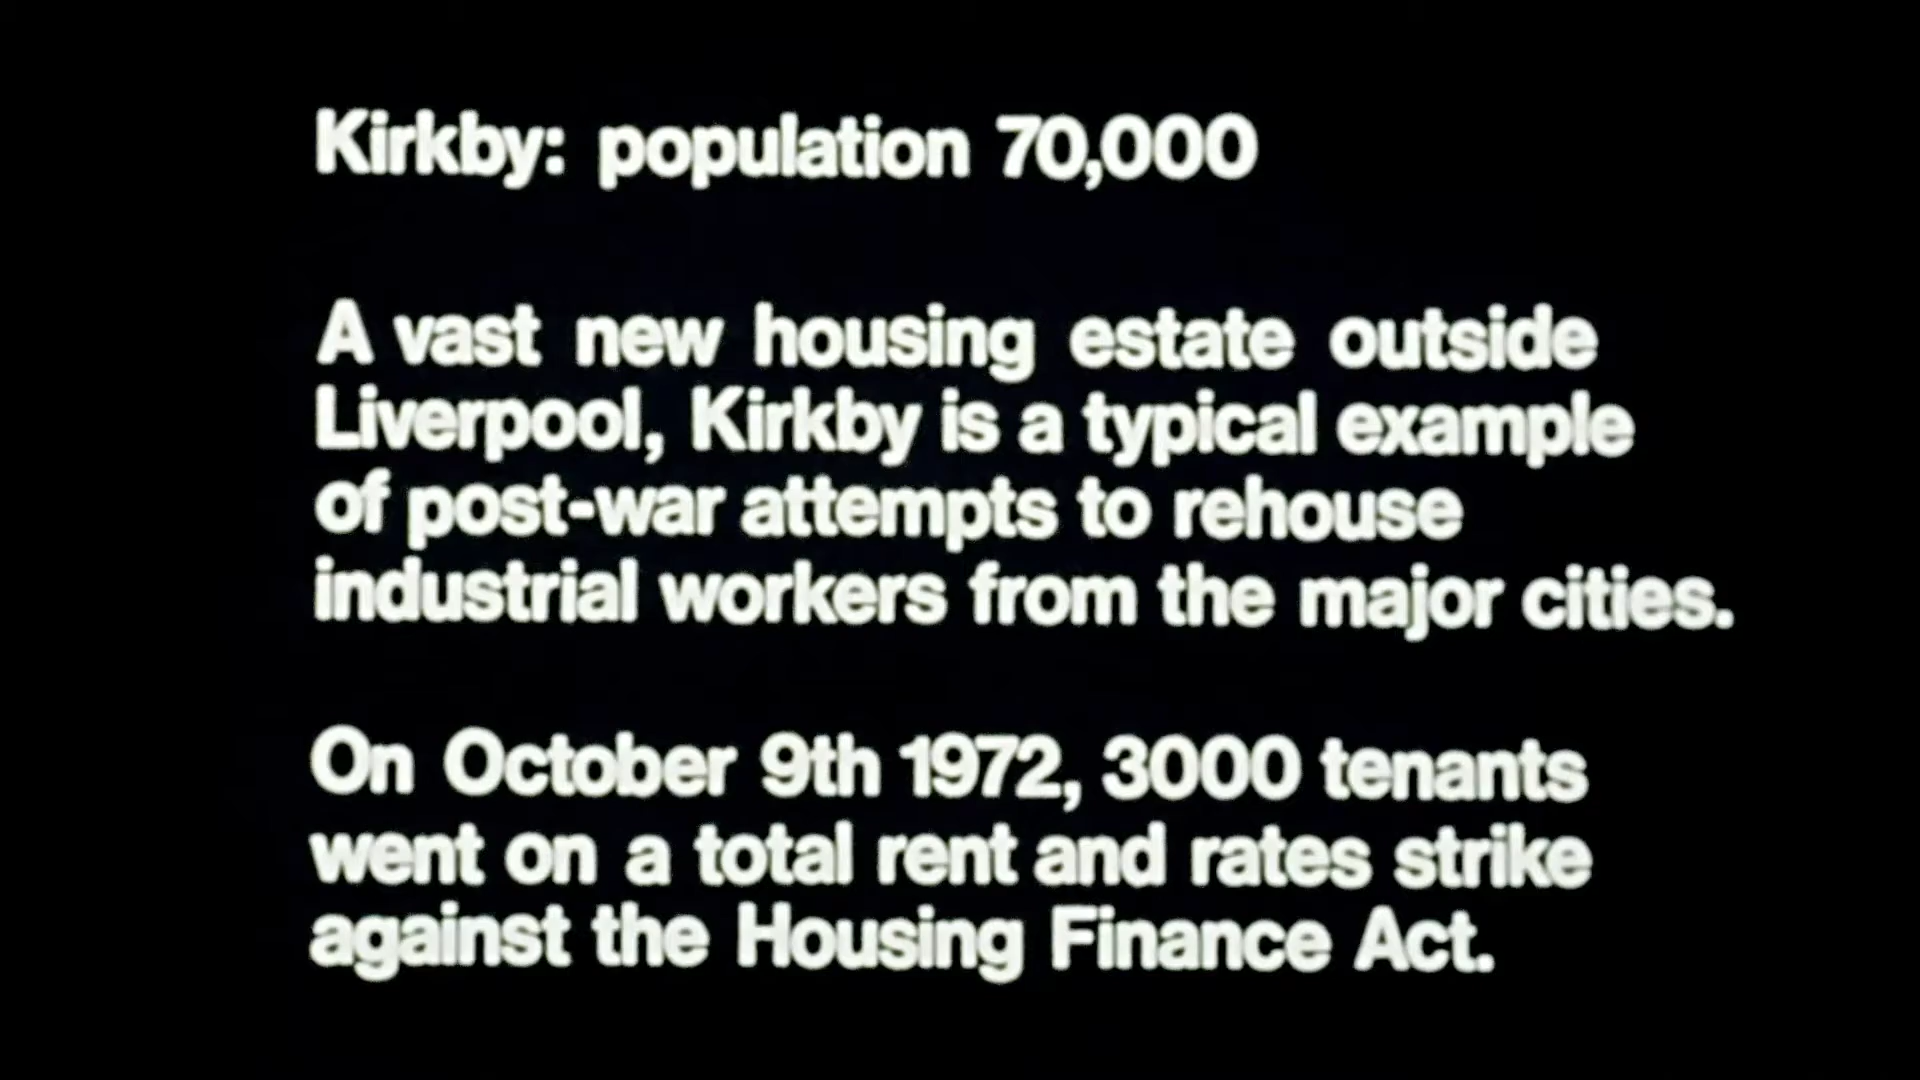 Kirkby: population 70,000
A vast new housing estate outside
Liverpool, Kirkby is a typical example
of post-war attempts to rehouse
industrial workers from the major cities.
On October 9th 1972, 3000 tenants
went on a total rent and rates strike
against the Housing Finance Act.